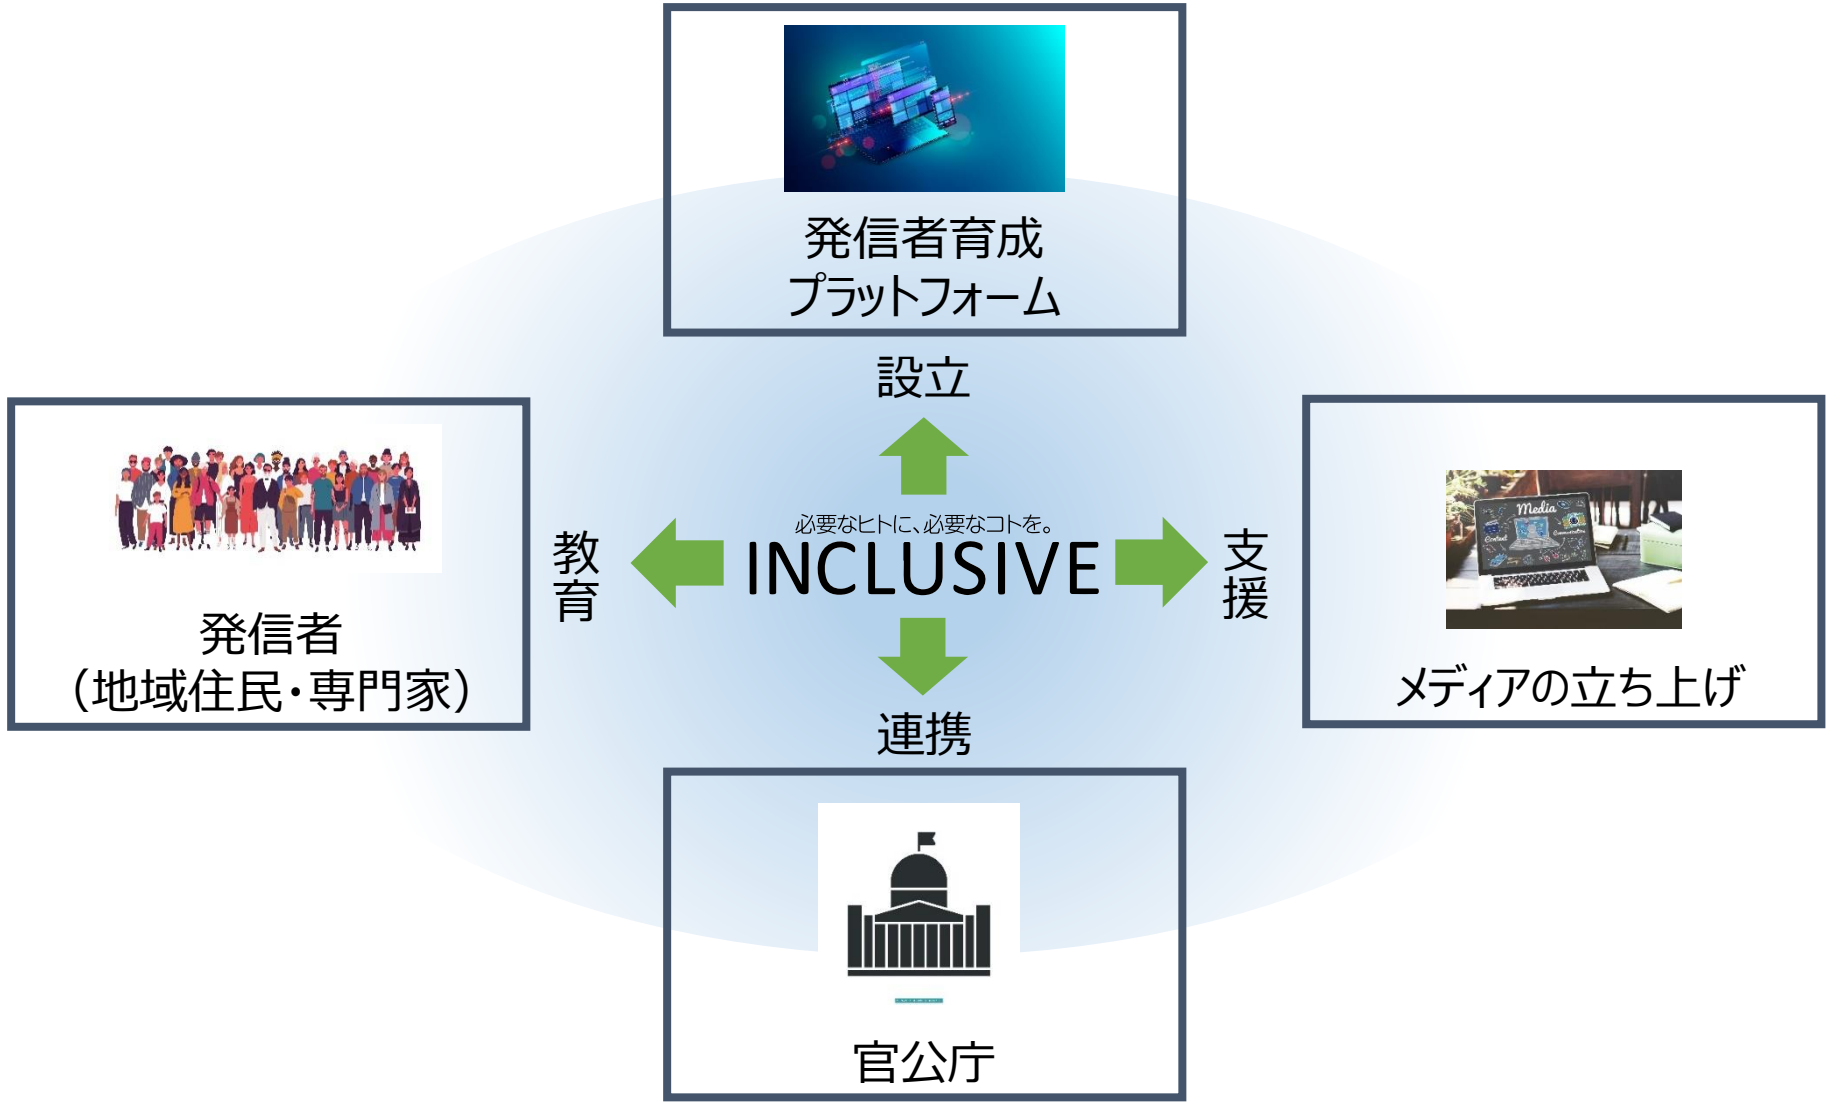 発信者育成
プラットフォーム
設立
発信者
（地域住民・専門家）
教育
必要なヒトに、必要なコトを。
INCLUSIVE
支援
Media
Content
Communication
メディアの立ち上げ
連携
官公庁